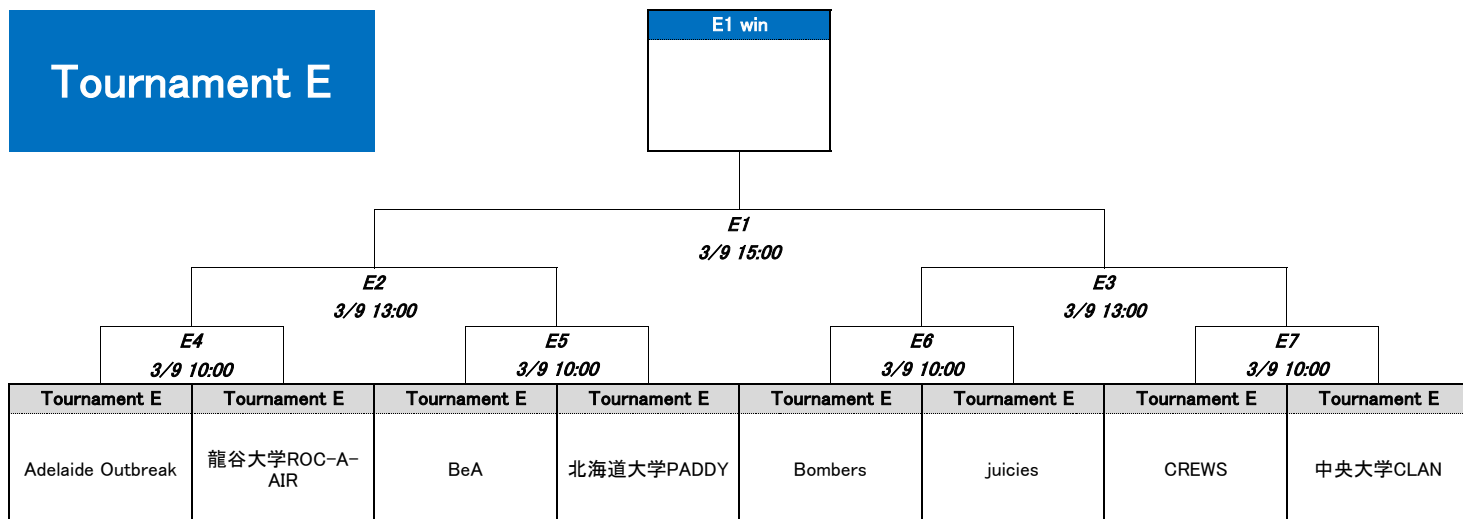 E1 win
Tournament E
E1
3/9 15:00
E2
E3
3/9 13:00
3/9 13:00
E4
E5
E6
E7
3/9 10:00
3/9 10:00
3/9 10:00
3/9 10:00
Tournament E
Tournament E
Tournament E
Tournament E
Tournament E
Tournament E
Tournament E
Tournament E
Adelaide Outbreak
龍谷大学ROC-A-
AIR
BeA
北海道大学PADDY
Bombers
juicies
CREWS
中央大学CLAN